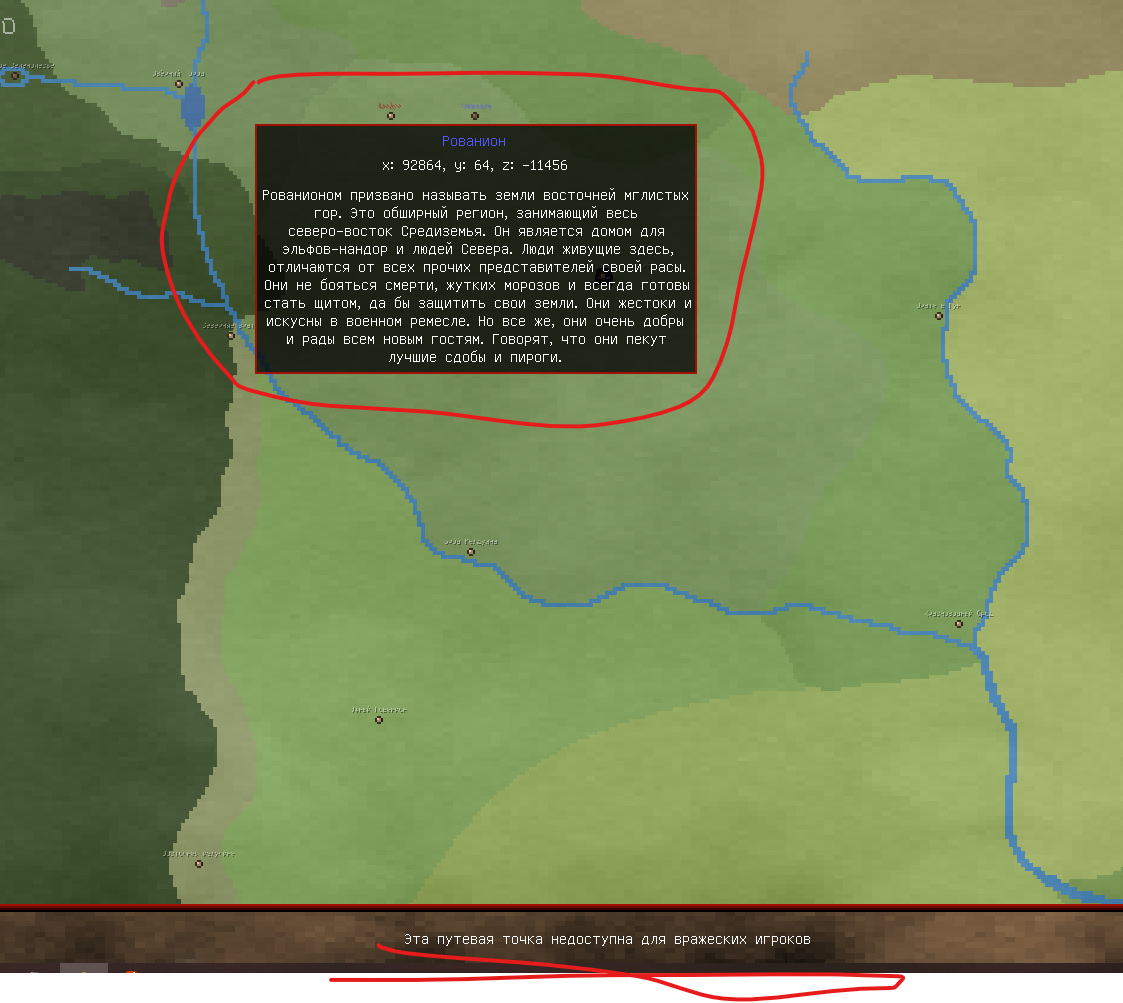 Рованион
x: 92864, y: 64, z: -11456
Рованионом призвано называть земли восточней мглистых
гор. Это обширный регион, занимающий весь
северо-восток Средиземья. Он является домом для
эльфов-нандор и людей Севера. Люди живущие здесь,
отличаются от всех прочих представителей своей расы.
Они не бояться смерти, жутких морозов и всегда готовы
стать щитом, да бы защитить свои земли. Они жестоки и
искусны в военном ремесле. Но все же, они очень добры
и рады всем новым гостям. Говорят, что они пекут
лучшие сдобы и пироги.
Эта путевая точка недоступна для вражеских игроков